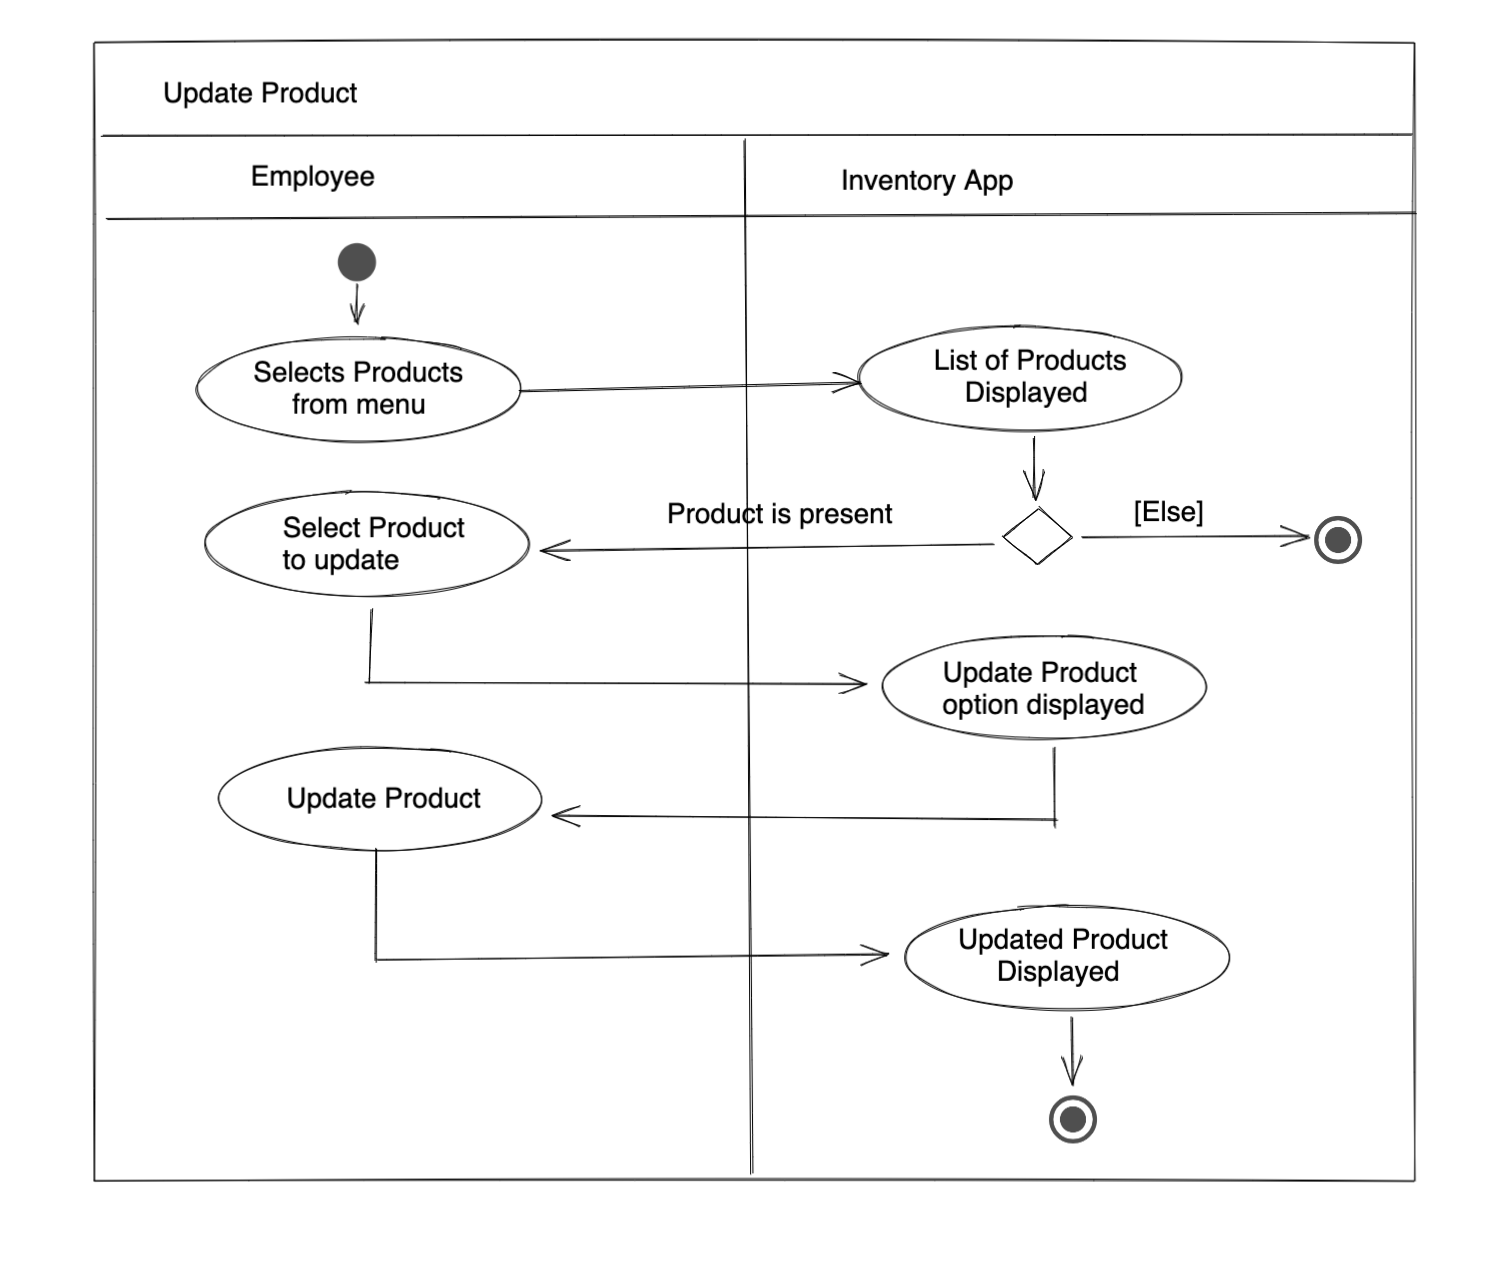 Update Product
Employee
Inventory App
Selects Products
from menu
List of Products
Displayed
Product is present
[Else]
Select Product
to update
Update Product
option displayed
Update Product
Updated Product
Displayed